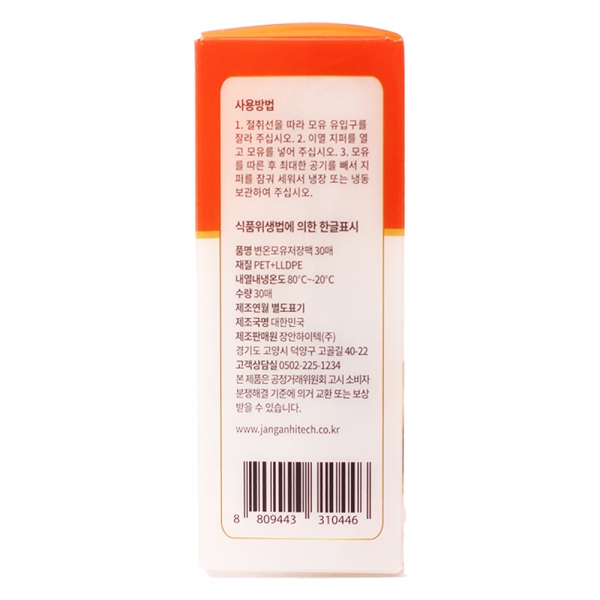 사용방법
1. 절취선을 따라 모유 유입구를
잘라 주십시오. 2. 이열 지퍼를 열
고 모유를 넣어 주십시오. 3. 모유
를 따른 후 최대한 공기를 빼서 지
퍼를 잠궈 세워서 냉장 또는 냉동
보관하여 주십시오.
식품위생법에 의한 한글표시
품명 변온모유저장팩 30매
재질 PET+LLDPE
내열내냉온도 80℃~-20℃
수량 30매
제조연월 별도표기
제조국명 대한민국
제조판매원 장안하이텍(주)
경기도 고양시 덕양구 고골길 40-22
고객상담실 0502-225-1234
본 제품은 공정거래위원회 고시 소비자
분쟁해결 기준에 의거 교환 또는 보상
받을 수 있습니다.
www.janganhitech.co.kr
8 809443 310446